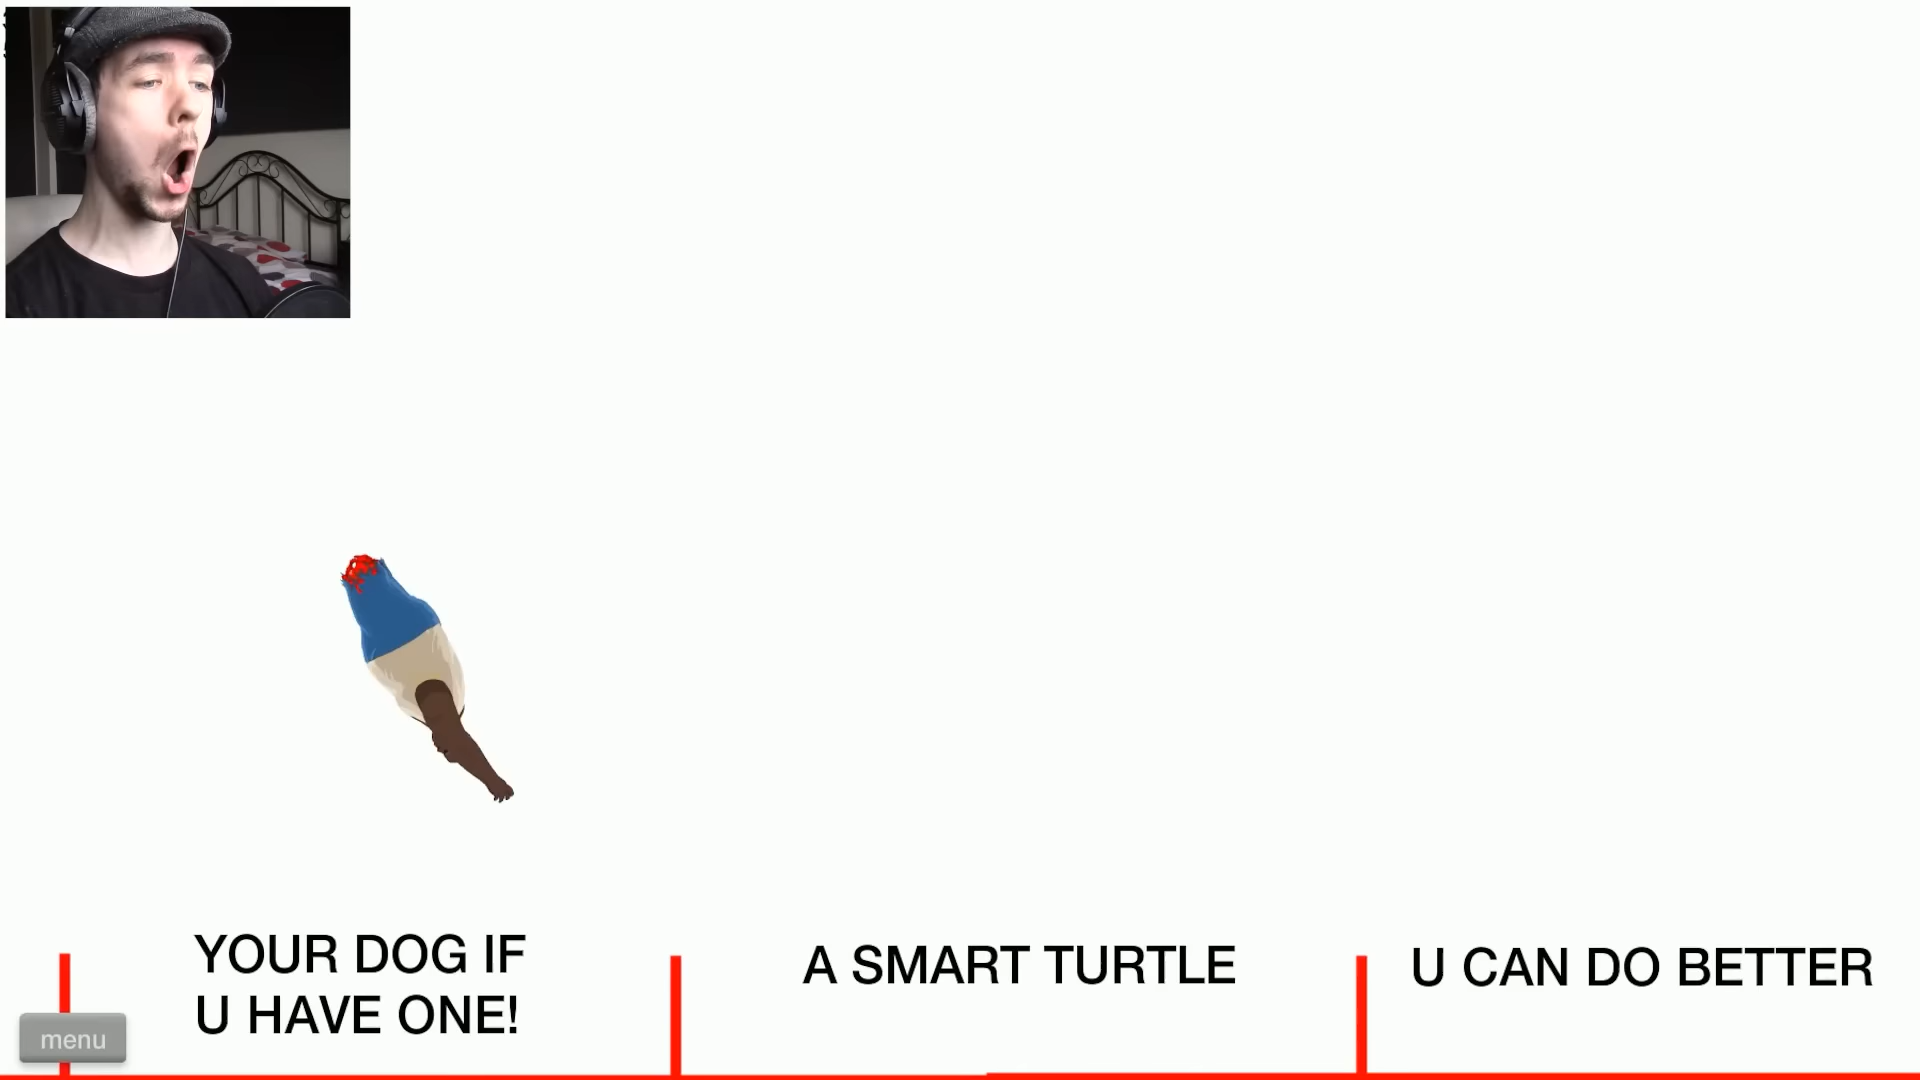 YOUR DOG IF
U HAVE ONE!
A SMART TURTLE
U CAN DO BETTER
menu